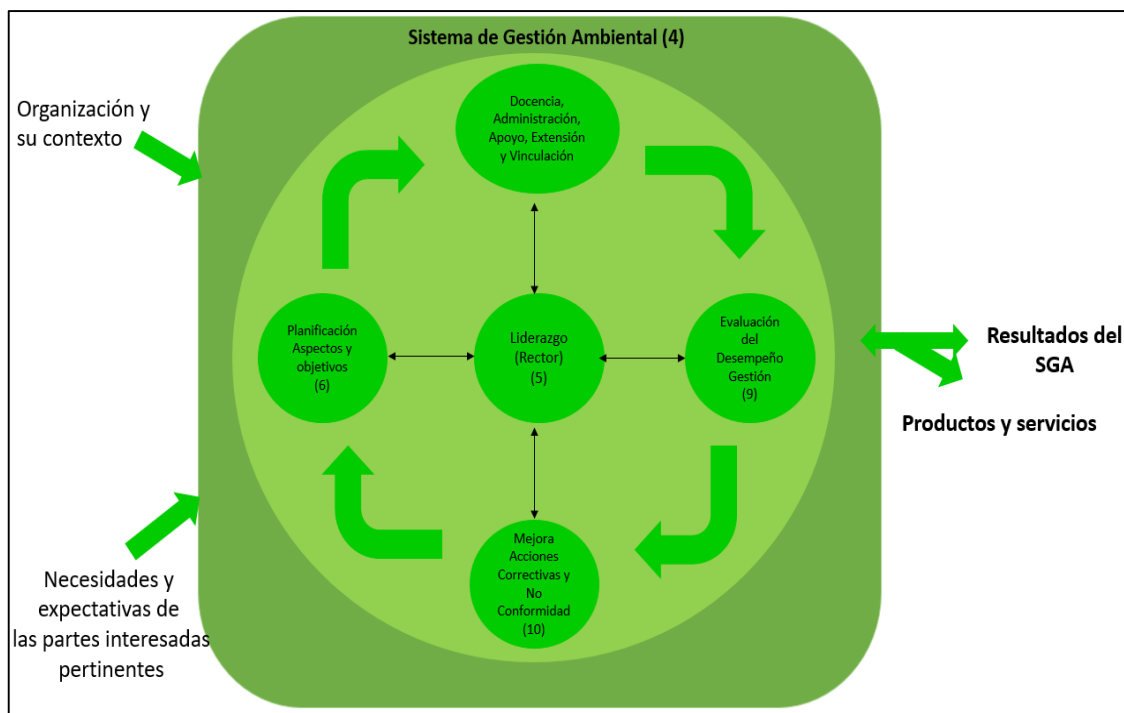 Sistema de Gestión Ambiental (4)
Organización y
su contexto
Docencia,
Administración,
Apoyo, Extensión
y Vinculación
Planificación
Aspectos y
objetivos
(6)
Liderazgo
(Rector)
(5)
Evaluación
del
Desempeño
Gestión
(9)
Resultados del
SGA
Productos y servicios
Mejora
Acciones
Correctivas y
No
Conformidad
(10)
Necesidades y
expectativas de
las partes interesadas
pertinentes